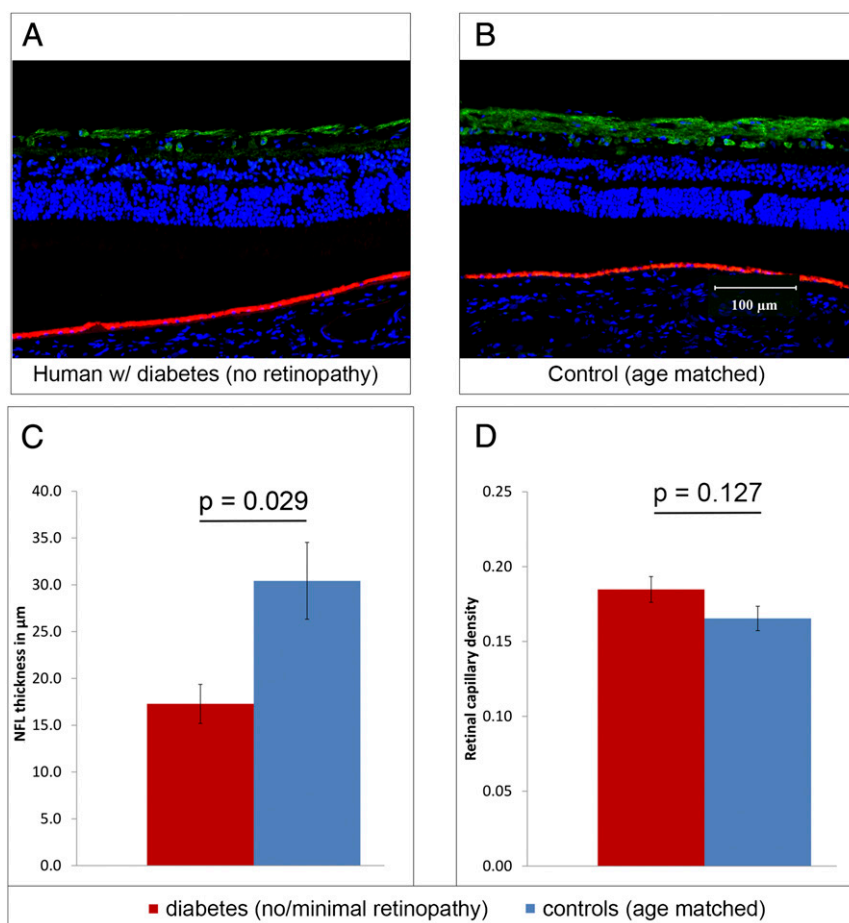 A
B
100 µm
Human w/ diabetes (no retinopathy)
Control (age matched)
C
40.0
35.0
30.0
25.0
20.0
15.0
10.0
5.0
0.0
NFL thickness in µm
p = 0.029
D
0.25
0.20
0.15
0.10
0.05
0.00
Retinal capillary density
p = 0.127
diabetes (no/minimal retinopathy)
controls (age matched)